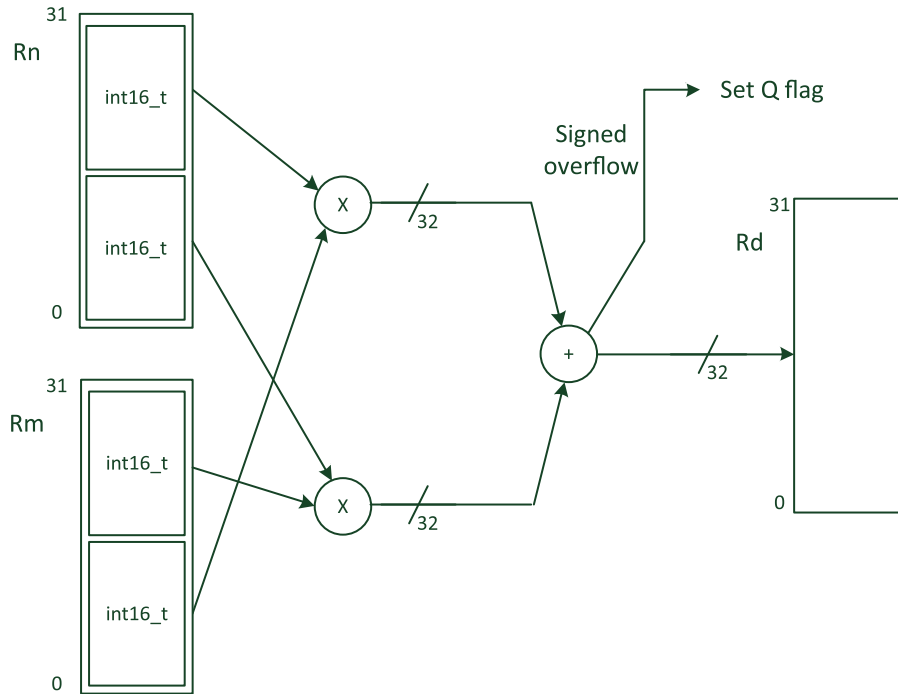 31
Rn
int16_t
int16_t
0
31
Rm
int16_t
int16_t
0
X
32
X
32
Signed
overflow
Set Q flag
+
32
31
Rd
0